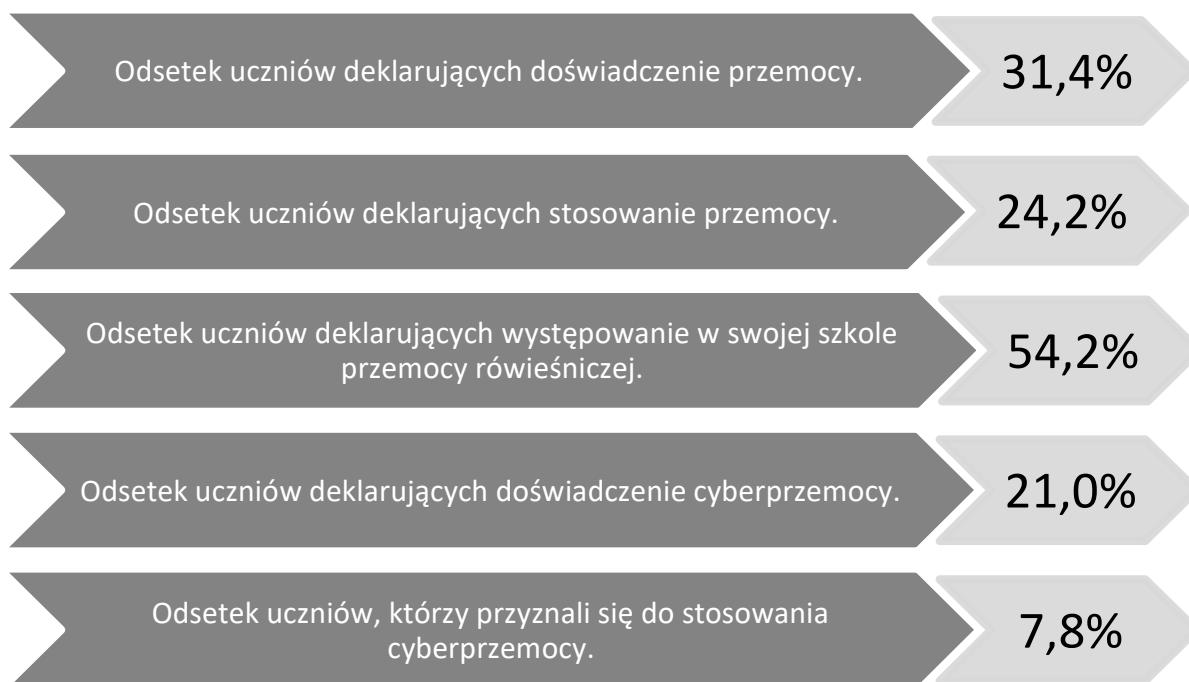 Odsetek uczniów deklarujących doświadczenie przemocy.
31,4%
Odsetek uczniów deklarujących stosowanie przemocy.
24,2%
Odsetek uczniów deklarujących występowanie w swojej szkole
przemocy rówieśniczej.
54,2%
Odsetek uczniów deklarujących doświadczenie cyberprzemocy.
21,0%
Odsetek uczniów, którzy przyznali się do stosowania
cyberprzemocy.
7,8%